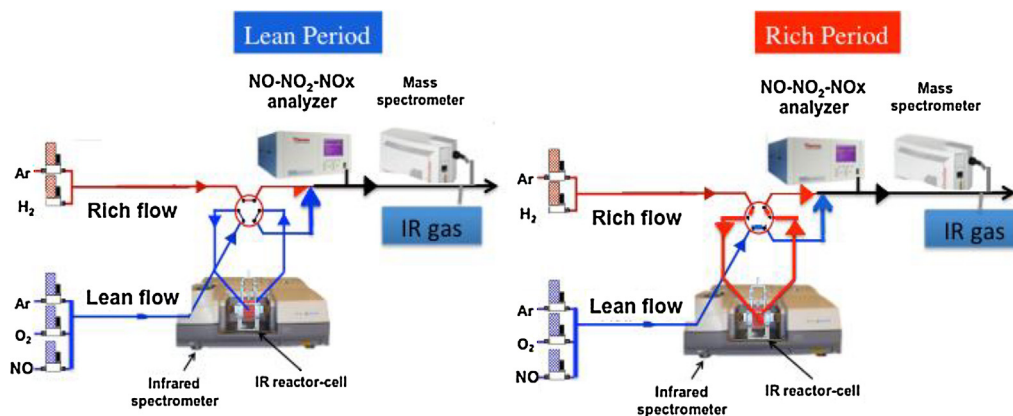 Lean Period
NO-NO₂-NOx
analyzer
Mass
spectrometer
Ar
H₂
Rich flow
IR gas
Lean flow
Ar
O₂
NO
Infrared
spectrometer
IR reactor-cell
Rich Period
NO-NO₂-NOx
analyzer
Mass
spectrometer
Ar
H₂
Rich flow
IR gas
Lean flow
Ar
O₂
NO
Infrared
spectrometer
IR reactor-cell